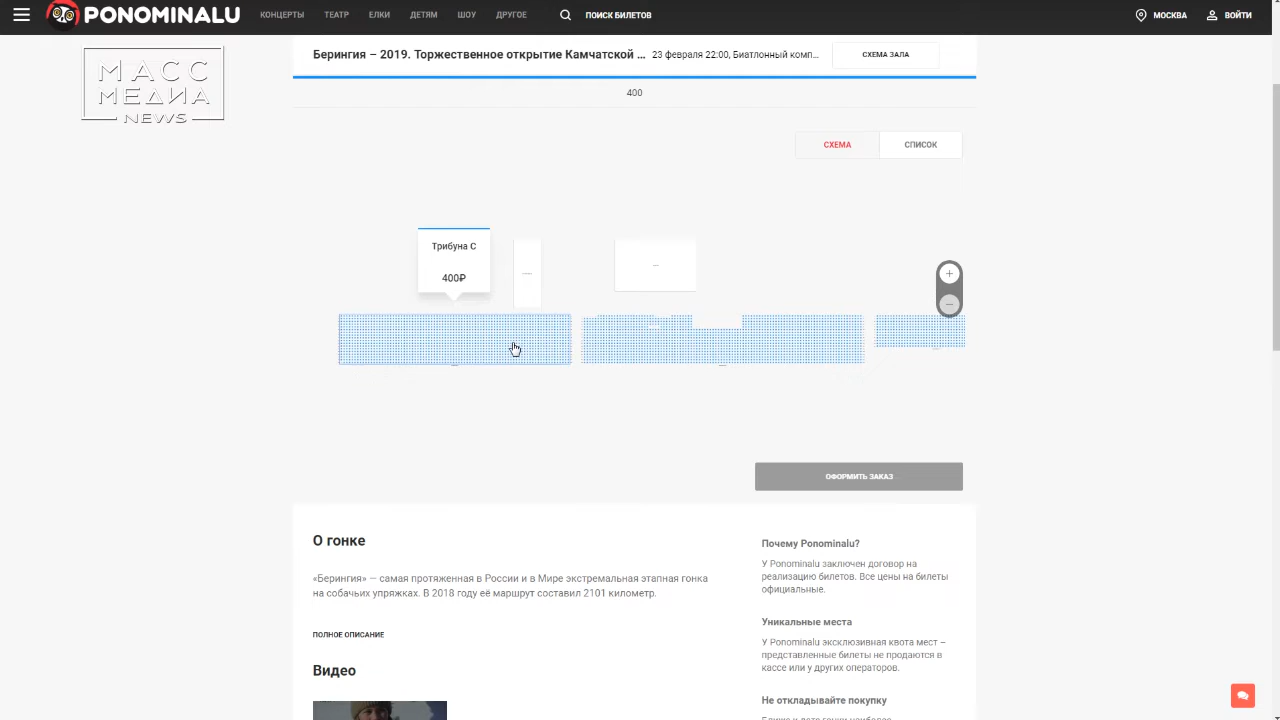 PONOMINALU
КОНЦЕРТЫ
ТЕАТР
ЕЛКИ
ДЕТЯМ
ШОУ
ДРУГОЕ
ПОИСК БИЛЕТОВ
МОСКВА
ВОЙТИ
МАСС
МЕДИА
NEWS
Берингия – 2019. Торжественное открытие Камчатской ...
23 февраля 22:00, Биатлонный комп...
СХЕМА ЗАЛА
400
СХЕМА
СПИСОК
Трибуна С
400₽
ОФОРМИТЬ ЗАКАЗ
О гонке
«Берингия» — самая протяженная в России и в Мире экстремальная этапная гонка
на собачьих упряжках. В 2018 году её маршрут составил 2101 километр.
ПОЛНОЕ ОПИСАНИЕ
Видео
Почему Ponominalu?
У Ponominalu заключен договор на
реализацию билетов. Все цены на билеты
официальные.
Уникальные места
У Ponominalu эксклюзивная квота мест –
представленные билеты не продаются в
кассе или у других операторов.
Не откладывайте покупку